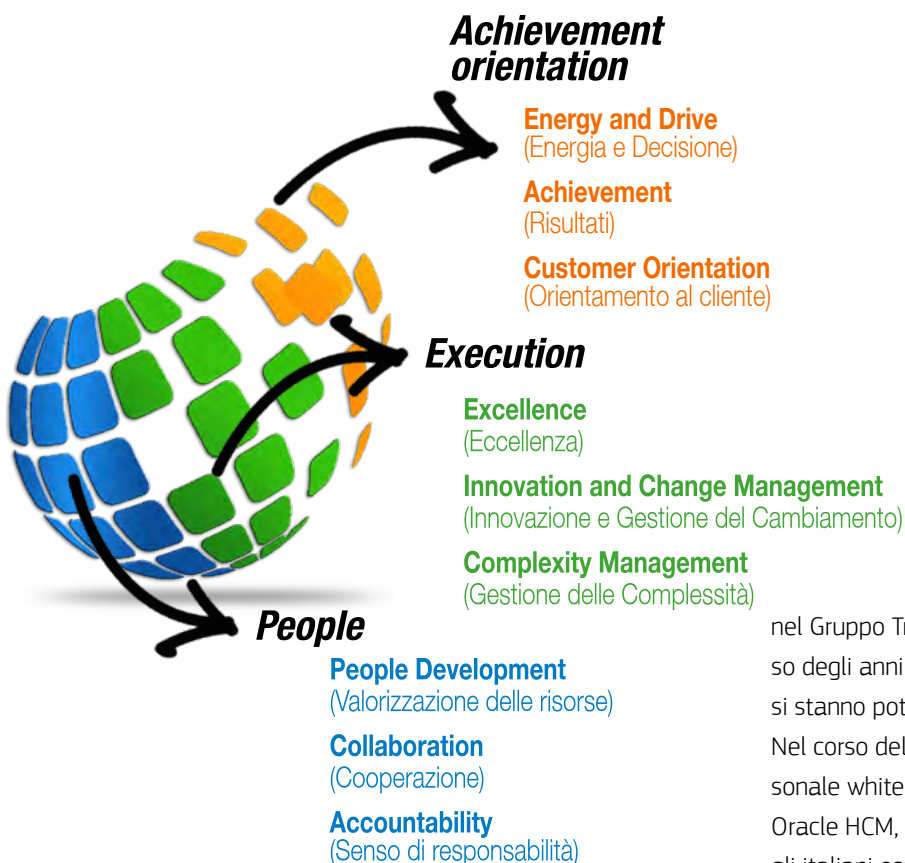 Achievement
orientation
Energy and Drive
(Energia e Decisione)
Achievement
(Risultati)
Customer Orientation
(Orientamento al cliente)
Execution
Excellence
(Eccellenza)
Innovation and Change Management
(Innovazione e Gestione del Cambiamento)
Complexity Management
(Gestione delle Complessità)
People
People Development
(Valorizzazione delle risorse)
Collaboration
(Cooperazione)
Accountability
(Senso di responsabilità)
nel Gruppo
so degli anni
si stanno
Nel corso
sonale white
Oracle HCM,